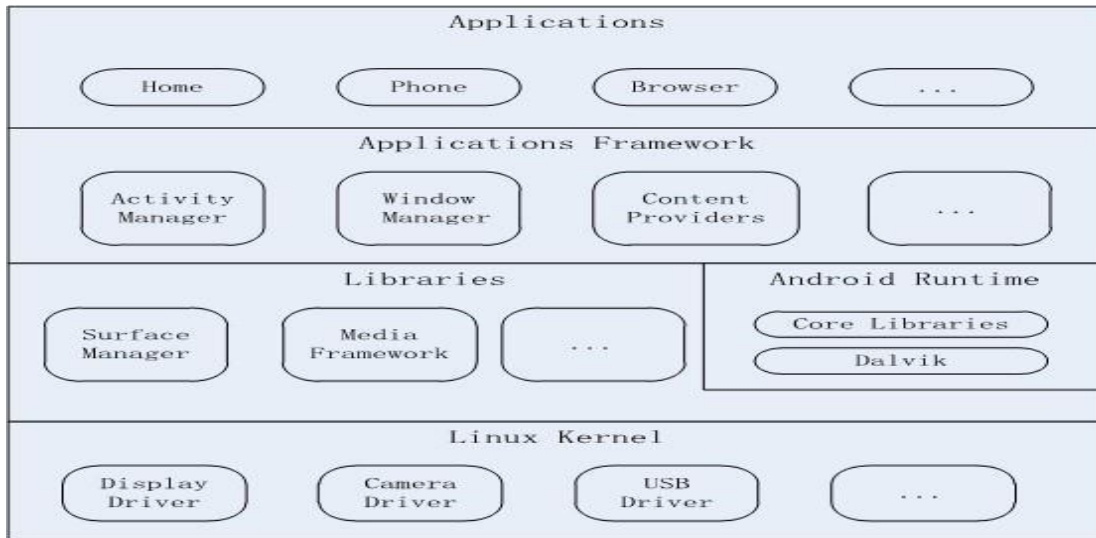 Applications
Home
Phone
Browser
...
Applications Framework
Activity
Manager
Window
Manager
Content
Providers
...
Libraries
Surface
Manager
Media
Framework
...
Android Runtime
Core Libraries
Dalvik
Linux Kernel
Display
Driver
Camera
Driver
USB
Driver
...